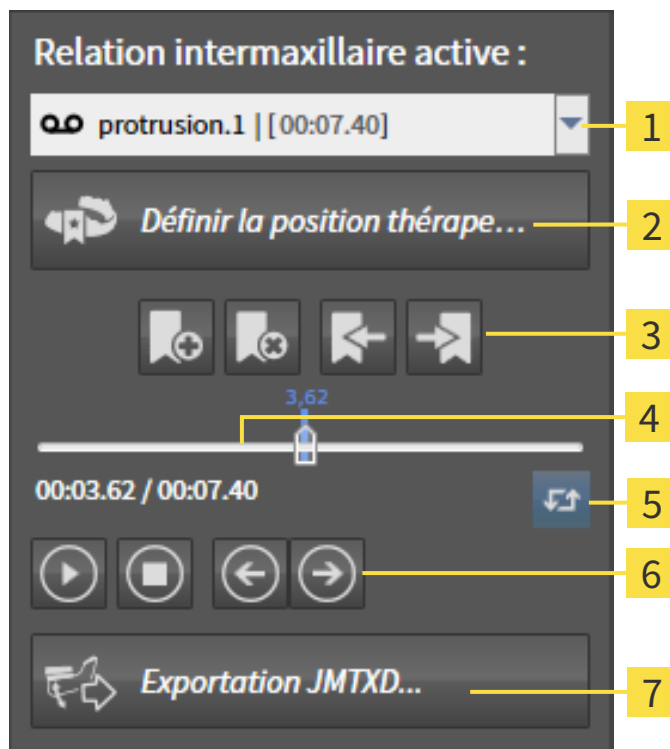 Relation intermaxillaire active :
protrusion.1 | [00:07.40]
1
Définir la position thérape...
2
3
3,62
4
00:03.62 / 00:07.40
5
6
Exportation JMTXD...
7